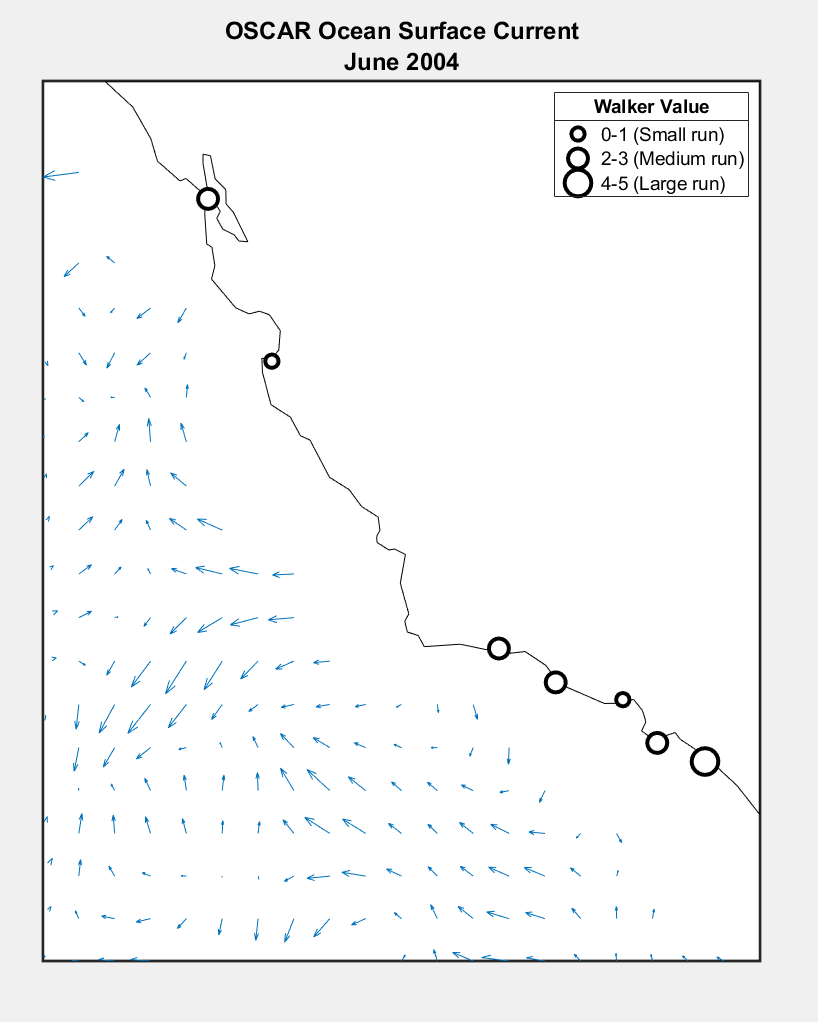 OSCAR Ocean Surface Current
June 2004
Walker Value
0-1 (Small run)
2-3 (Medium run)
4-5 (Large run)